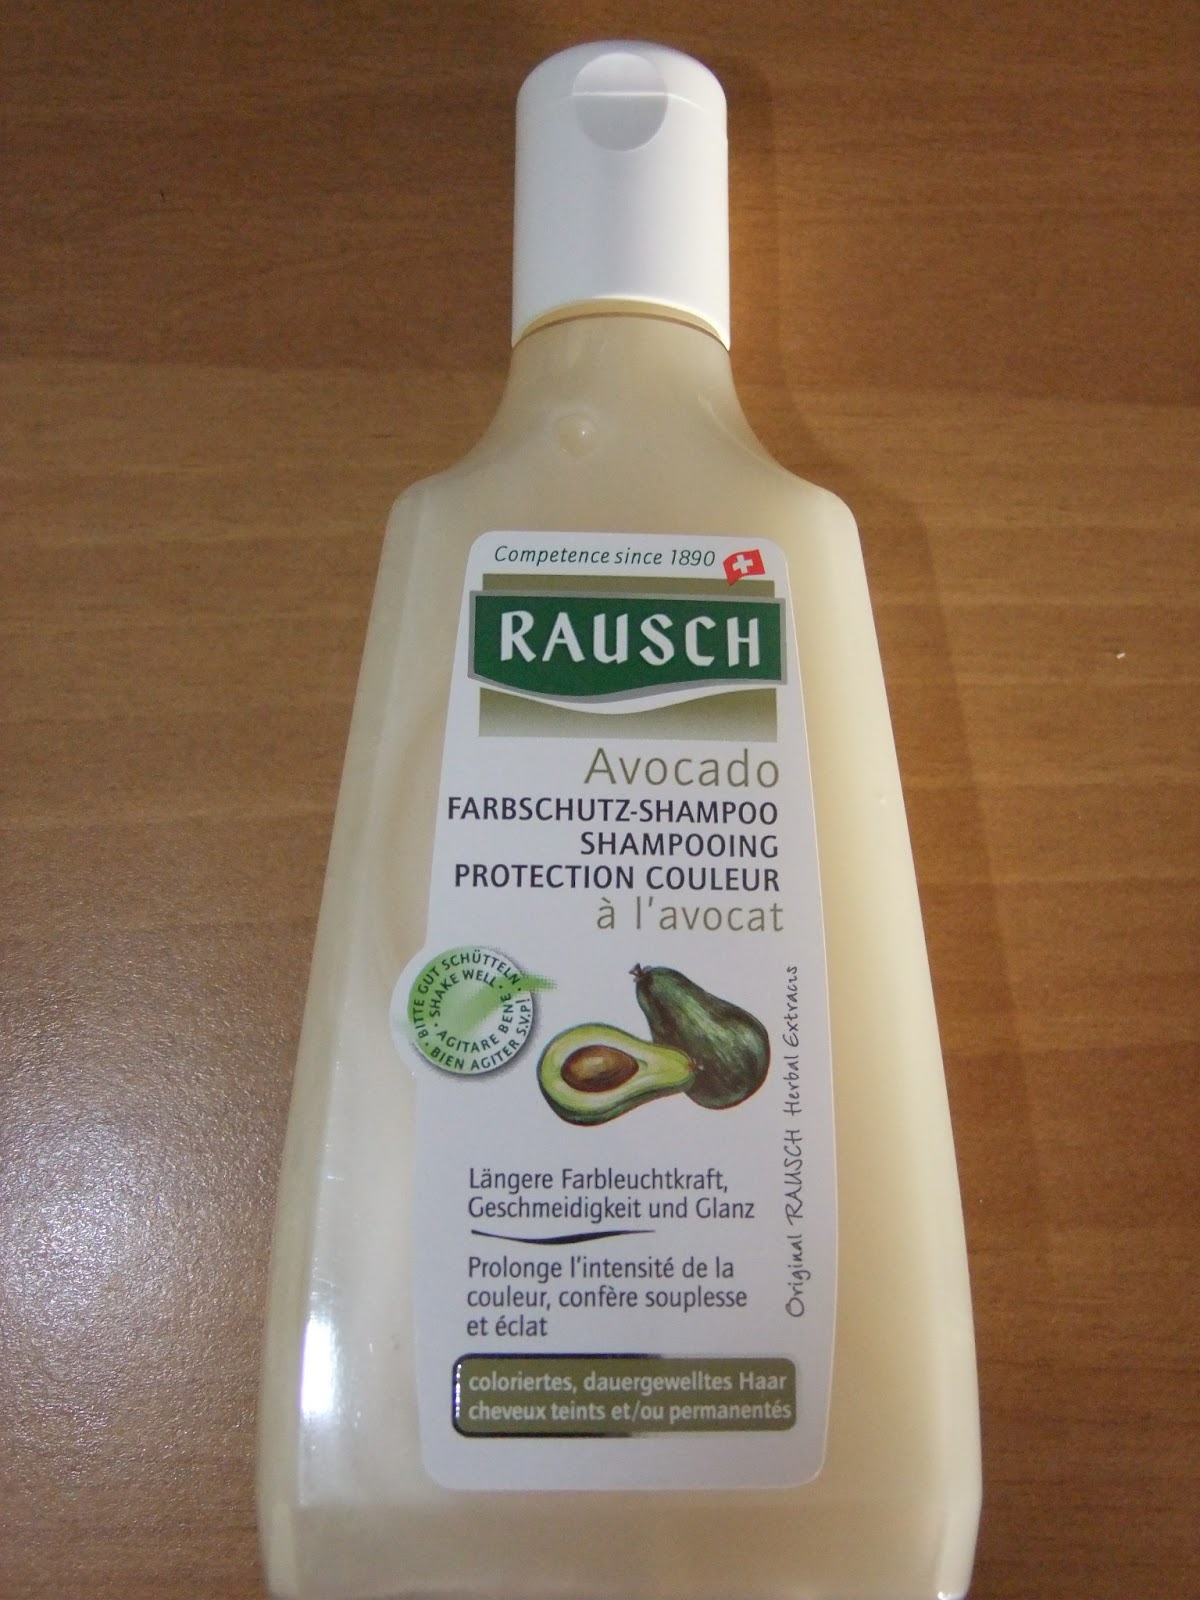 Competence since 1890
RAUSCH
Avocado
FARBSCHUTZ-SHAMPOO
SHAMPOOING
PROTECTION COULEUR
à l'avocat
BITTE GUT SCHÜTTELN ·
· SHAKE WELL ·
AGITARE BENE
· BIEN AGITER S.V.P!
Original RAUSCH Herbal Extracts
Längere Farbleuchtkraft,
Geschmeidigkeit und Glanz
Prolonge l'intensité de la
couleur, confère souplesse
et éclat
coloriertes, dauergewelltes Haar
cheveux teints et/ou permanentés